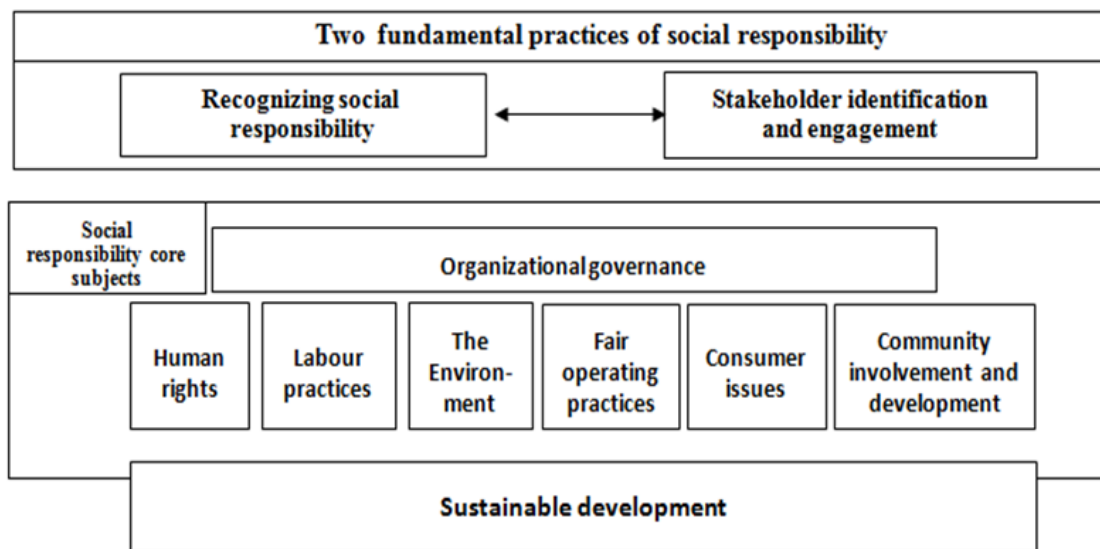 Two fundamental practices of social responsibility
Recognizing social
responsibility
Stakeholder identification
and engagement
Social
responsibility core
subjects
Organizational governance
Human
rights
Labour
practices
The
Environ-
ment
Fair
operating
practices
Consumer
issues
Community
involvement and
development
Sustainable development